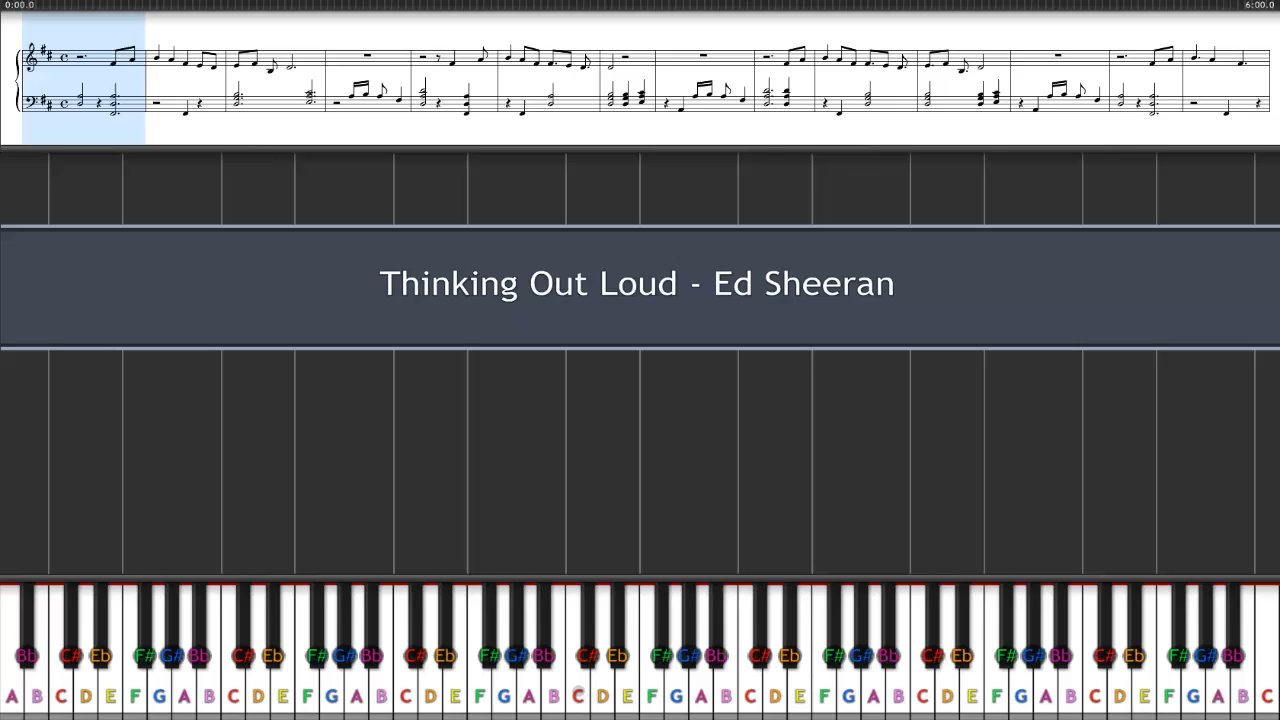 0:00.0 6:00.0
Thinking Out Loud - Ed Sheeran
Bb C# Eb F# G# Bb C# Eb F# G# Bb C# Eb F# G# Bb C# Eb F# G# Bb C# Eb F# G# Bb C# Eb F# G# Bb C# Eb F# G# Bb
A B C D E F G A B C D E F G A B C D E F G A B C D E F G A B C D E F G A B C D E F G A B C D E F G A B C